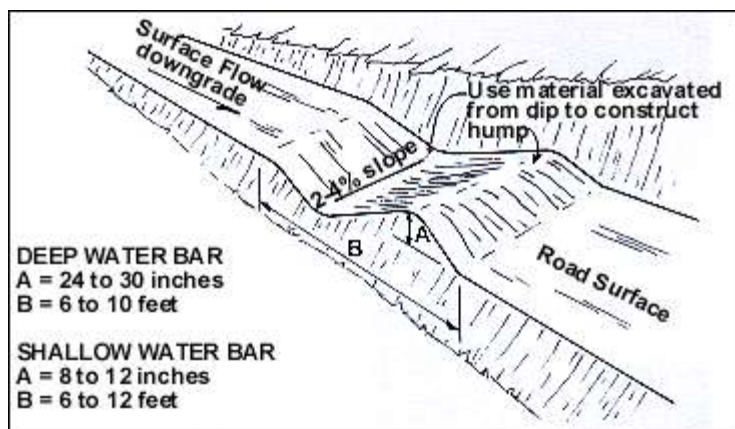 Surface Flow
downgrade
Use material excavated
from dip to construct
hump
2-4% slope
A
B
Road Surface
DEEP WATER BAR
A = 24 to 30 inches
B = 6 to 10 feet
SHALLOW WATER BAR
A = 8 to 12 inches
B = 6 to 12 feet